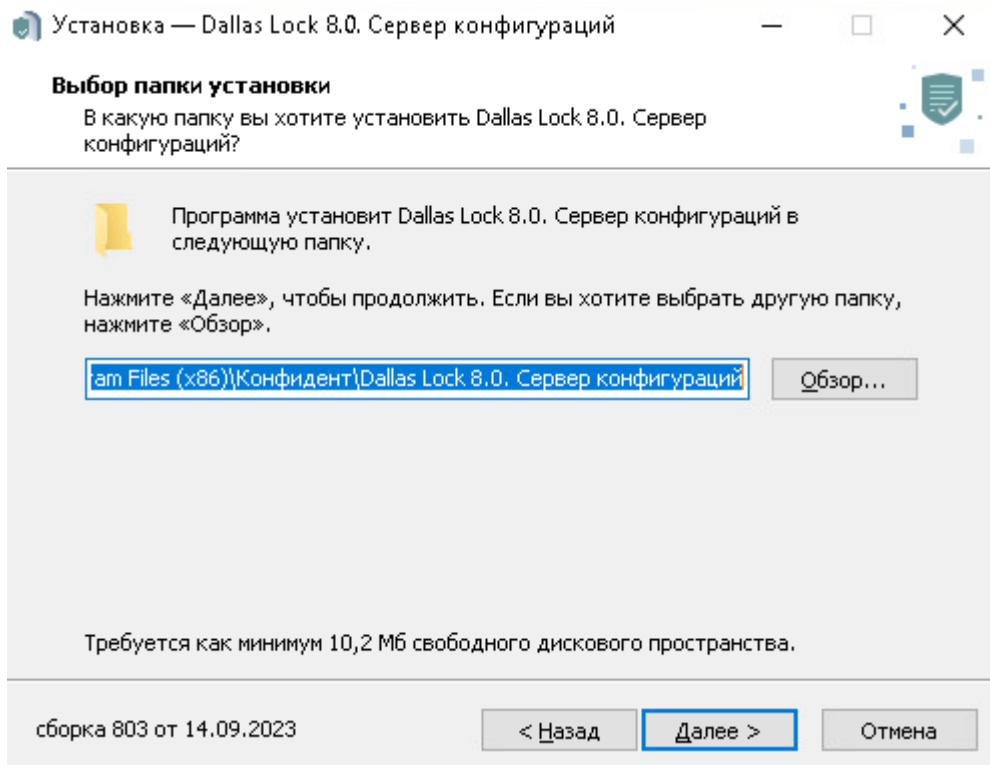 Установка — Dallas Lock 8.0. Сервер конфигураций
Выбор папки установки
В какую папку вы хотите установить Dallas Lock 8.0. Сервер
конфигураций?
Программа установит Dallas Lock 8.0. Сервер конфигураций в
следующую папку.
Нажмите «Далее», чтобы продолжить. Если вы хотите выбрать другую папку,
нажмите «Обзор».
am Files (x86)\Конфидент\Dallas Lock 8.0. Сервер конфигураций
Обзор...
Требуется как минимум 10,2 Мб свободного дискового пространства.
сборка 803 от 14.09.2023
< Назад
Далее >
Отмена